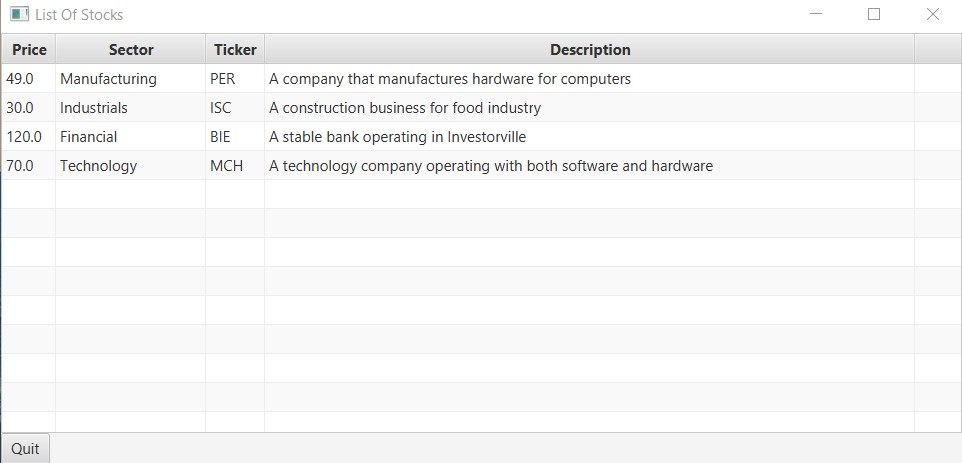 List Of Stocks
Price Sector Ticker Description
49.0 Manufacturing PER A company that manufactures hardware for computers
30.0 Industrials ISC A construction business for food industry
120.0 Financial BIE A stable bank operating in Investorville
70.0 Technology MCH A technology company operating with both software and hardware
Quit